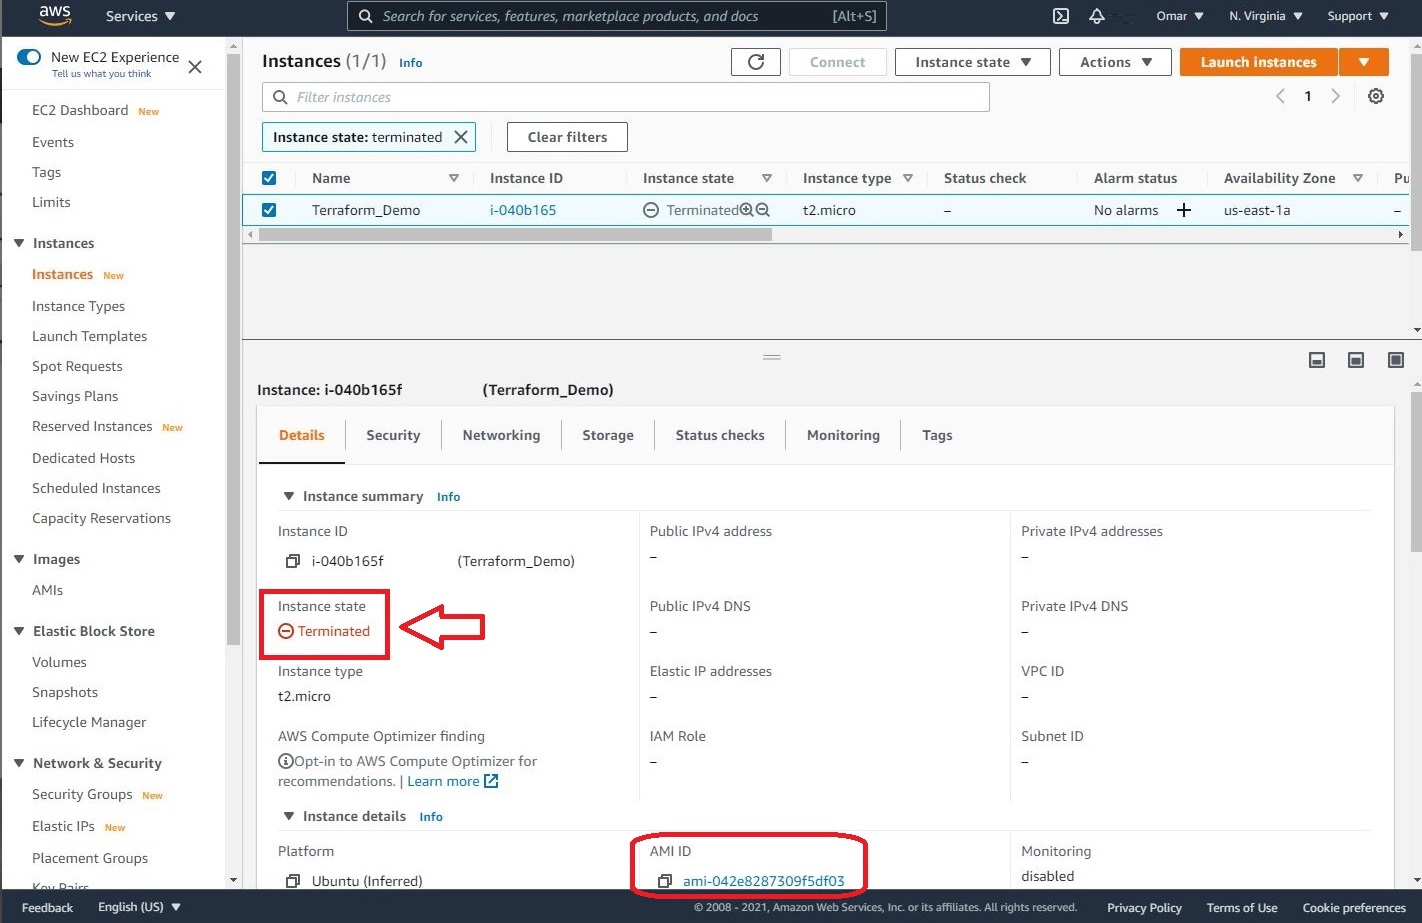 aws
Services
Search for services, features, marketplace products, and docs [Alt+S]
Omar
N. Virginia
Support
New EC2 Experience
Tell us what you think
EC2 Dashboard New
Events
Tags
Limits
Instances
Instances New
Instance Types
Launch Templates
Spot Requests
Savings Plans
Reserved Instances New
Dedicated Hosts
Scheduled Instances
Capacity Reservations
Images
AMIs
Elastic Block Store
Volumes
Snapshots
Lifecycle Manager
Network & Security
Security Groups New
Elastic IPs New
Placement Groups
Key Pairs
Instances (1/1) Info
Connect
Instance state
Actions
Launch instances
Filter instances
1
Instance state: terminated
Clear filters
Name Instance ID Instance state Instance type Status check Alarm status Availability Zone Pu
Terraform_Demo i-040b165 Terminated t2.micro – No alarms + us-east-1a –
Instance: i-040b165f (Terraform_Demo)
Details Security Networking Storage Status checks Monitoring Tags
Instance summary Info
Instance ID
i-040b165f (Terraform_Demo)
Public IPv4 address
–
Private IPv4 addresses
–
Instance state
Terminated
Public IPv4 DNS
–
Private IPv4 DNS
–
Instance type
t2.micro
Elastic IP addresses
–
VPC ID
–
AWS Compute Optimizer finding
Opt-in to AWS Compute Optimizer for
recommendations. | Learn more
IAM Role
–
Subnet ID
–
Instance details Info
Platform
Ubuntu (Inferred)
AMI ID
ami-042e8287309f5df03
Monitoring
disabled
Feedback English (US)
© 2008 - 2021, Amazon Web Services, Inc. or its affiliates. All rights reserved. Privacy Policy Terms of Use Cookie preferences